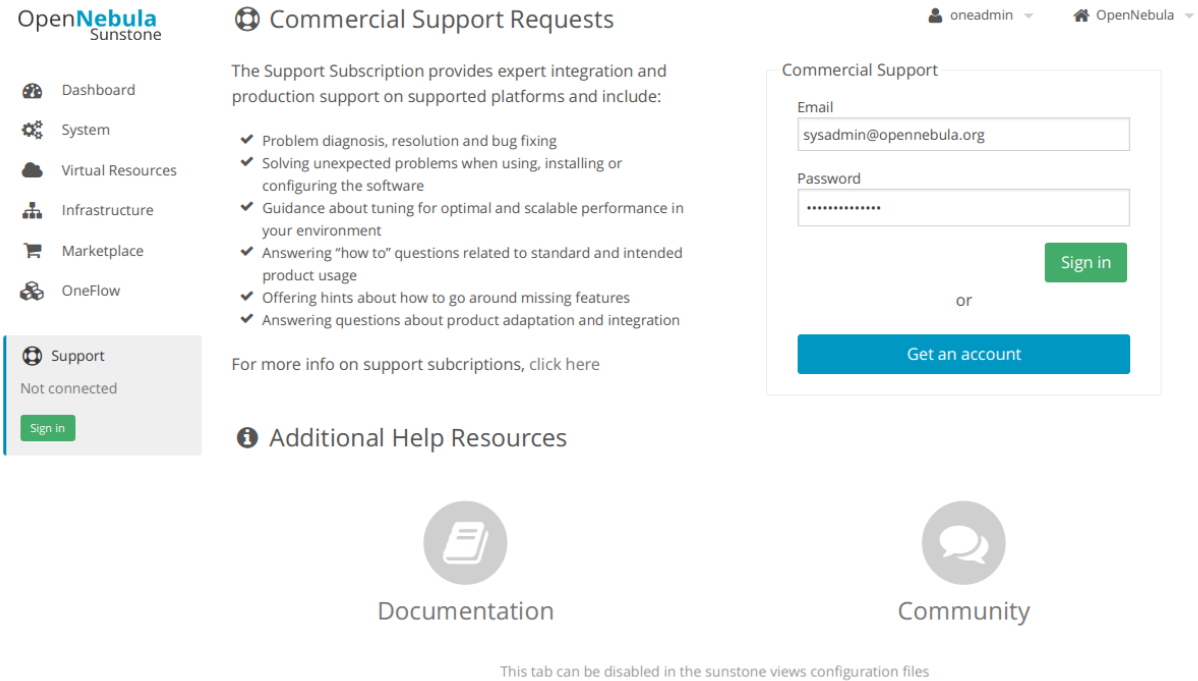 OpenNebula
Sunstone
Commercial Support Requests
oneadmin
OpenNebula
Dashboard
System
Virtual Resources
Infrastructure
Marketplace
OneFlow
Support
Not connected
Sign in
The Support Subscription provides expert integration and
production support on supported platforms and include:
Problem diagnosis, resolution and bug fixing
Solving unexpected problems when using, installing or
configuring the software
Guidance about tuning for optimal and scalable performance in
your environment
Answering “how to” questions related to standard and intended
product usage
Offering hints about how to go around missing features
Answering questions about product adaptation and integration
For more info on support subcriptions, click here
Commercial Support
Email
sysadmin@opennebula.org
Password
••••••••••••••
Sign in
or
Get an account
Additional Help Resources
Documentation
Community
This tab can be disabled in the sunstone views configuration files